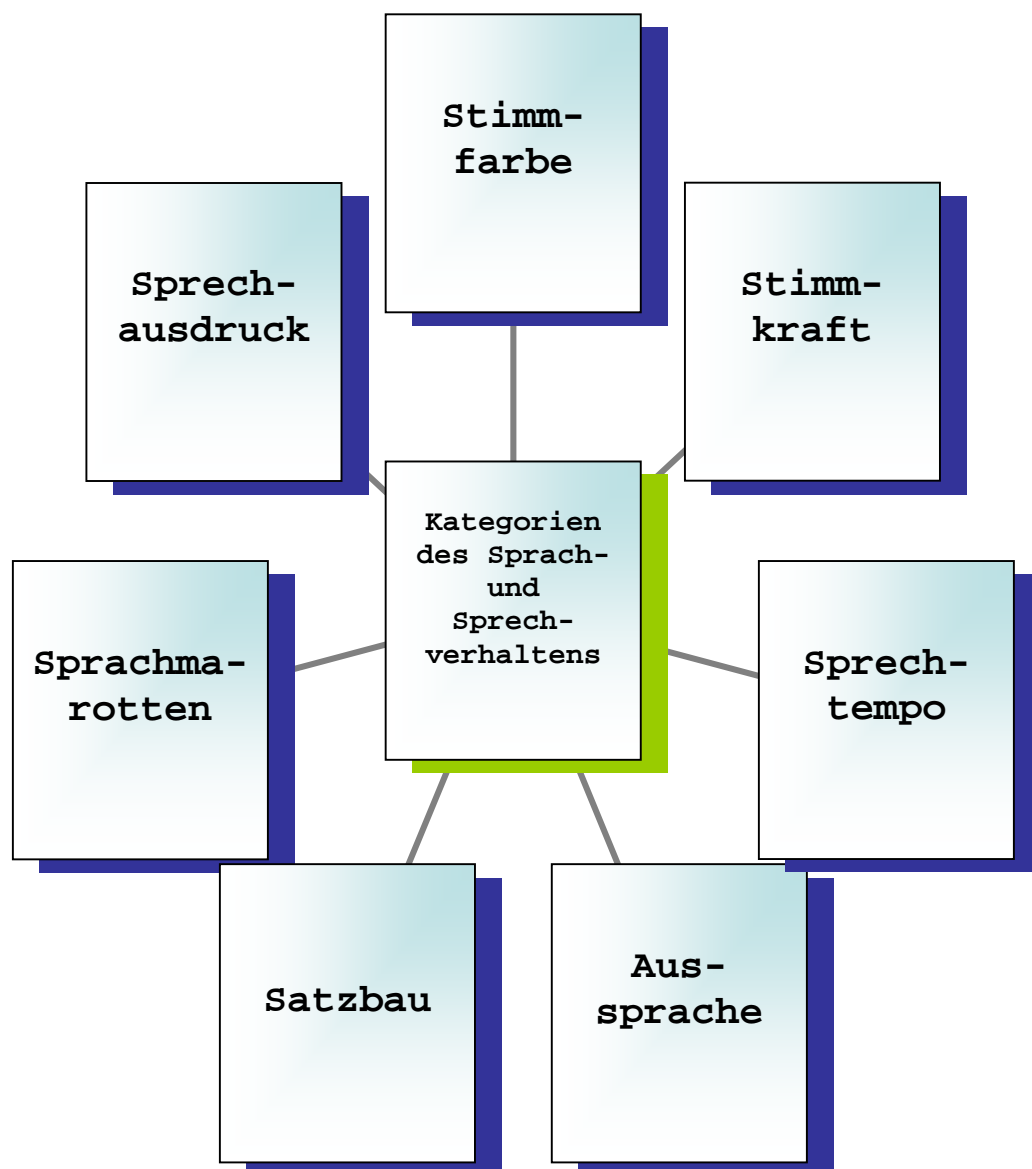 Stimm-
farbe
Sprech-
ausdruck
Stimm-
kraft
Kategorien
des Sprach-
und
Sprech-
verhaltens
Sprachma-
rotten
Sprech-
tempo
Satzbau
Aus-
sprache